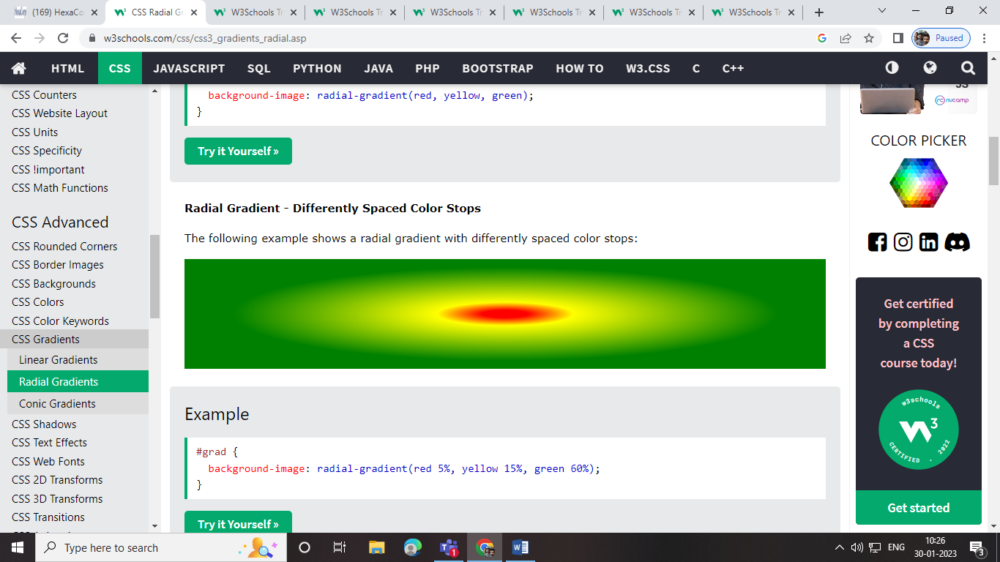 (169) HexaCo
CSS Radial Gr
W3Schools Tr
W3Schools Tr
W3Schools Tr
W3Schools Tr
W3Schools Tr
W3Schools Tr
w3schools.com/css/css3_gradients_radial.asp
Paused
HTML CSS JAVASCRIPT SQL PYTHON JAVA PHP BOOTSTRAP HOW TO W3.CSS C C++
CSS Counters
CSS Website Layout
CSS Units
CSS Specificity
CSS !important
CSS Math Functions
CSS Advanced
CSS Rounded Corners
CSS Border Images
CSS Backgrounds
CSS Colors
CSS Color Keywords
CSS Gradients
Linear Gradients
Radial Gradients
Conic Gradients
CSS Shadows
CSS Text Effects
CSS Web Fonts
CSS 2D Transforms
CSS 3D Transforms
CSS Transitions
background-image: radial-gradient(red, yellow, green);
}
Try it Yourself »
Radial Gradient - Differently Spaced Color Stops
The following example shows a radial gradient with differently spaced color stops:
Example
#grad {
background-image: radial-gradient(red 5%, yellow 15%, green 60%);
}
Try it Yourself »
JS
nucamp
COLOR PICKER
Get certified
by completing
a CSS
course today!
w3schools
3
CERTIFIED . 2022
Get started
Type here to search
1
ENG
10:26
30-01-2023
3